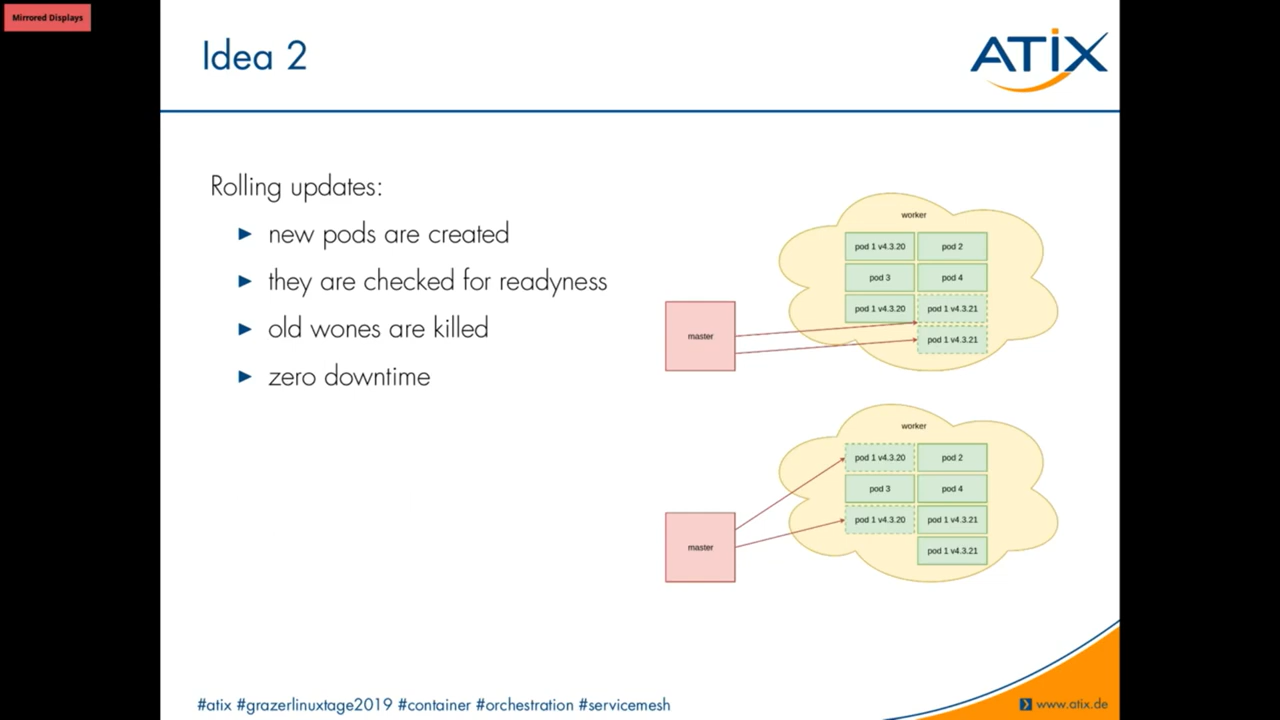 Mirrored Displays
Idea 2
ATIX
Rolling updates:
new pods are created
they are checked for readyness
old wones are killed
zero downtime
worker
pod 1 v4.3.20
pod 2
pod 3
pod 4
pod 1 v4.3.20
pod 1 v4.3.21
pod 1 v4.3.21
master
worker
pod 1 v4.3.20
pod 2
pod 3
pod 4
pod 1 v4.3.20
pod 1 v4.3.21
pod 1 v4.3.21
master
#atix #grazerlinuxtage2019 #container #orchestration #servicemesh
www.atix.de